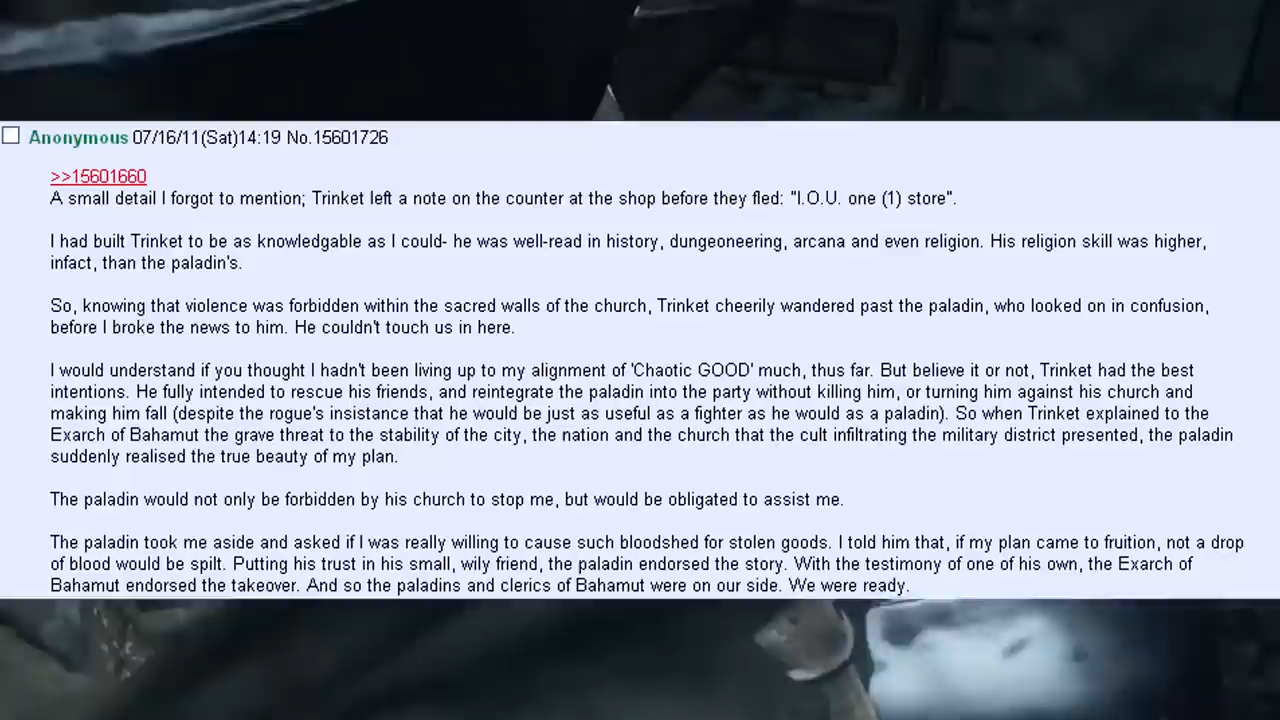 Anonymous 07/16/11(Sat)14:19 No.15601726
>>15601660
A small detail I forgot to mention; Trinket left a note on the counter at the shop before they fled: "I.O.U. one (1) store".
I had built Trinket to be as knowledgable as I could- he was well-read in history, dungeoneering, arcana and even religion. His religion skill was higher,
infact, than the paladin's.
So, knowing that violence was forbidden within the sacred walls of the church, Trinket cheerily wandered past the paladin, who looked on in confusion,
before I broke the news to him. He couldn't touch us in here.
I would understand if you thought I hadn't been living up to my alignment of 'Chaotic GOOD' much, thus far. But believe it or not, Trinket had the best
intentions. He fully intended to rescue his friends, and reintegrate the paladin into the party without killing him, or turning him against his church and
making him fall (despite the rogue's insistance that he would be just as useful as a fighter as he would as a paladin). So when Trinket explained to the
Exarch of Bahamut the grave threat to the stability of the city, the nation and the church that the cult infiltrating the military district presented, the paladin
suddenly realised the true beauty of my plan.
The paladin would not only be forbidden by his church to stop me, but would be obligated to assist me.
The paladin took me aside and asked if I was really willing to cause such bloodshed for stolen goods. I told him that, if my plan came to fruition, not a drop
of blood would be spilt. Putting his trust in his small, wily friend, the paladin endorsed the story. With the testimony of one of his own, the Exarch of
Bahamut endorsed the takeover. And so the paladins and clerics of Bahamut were on our side. We were ready.